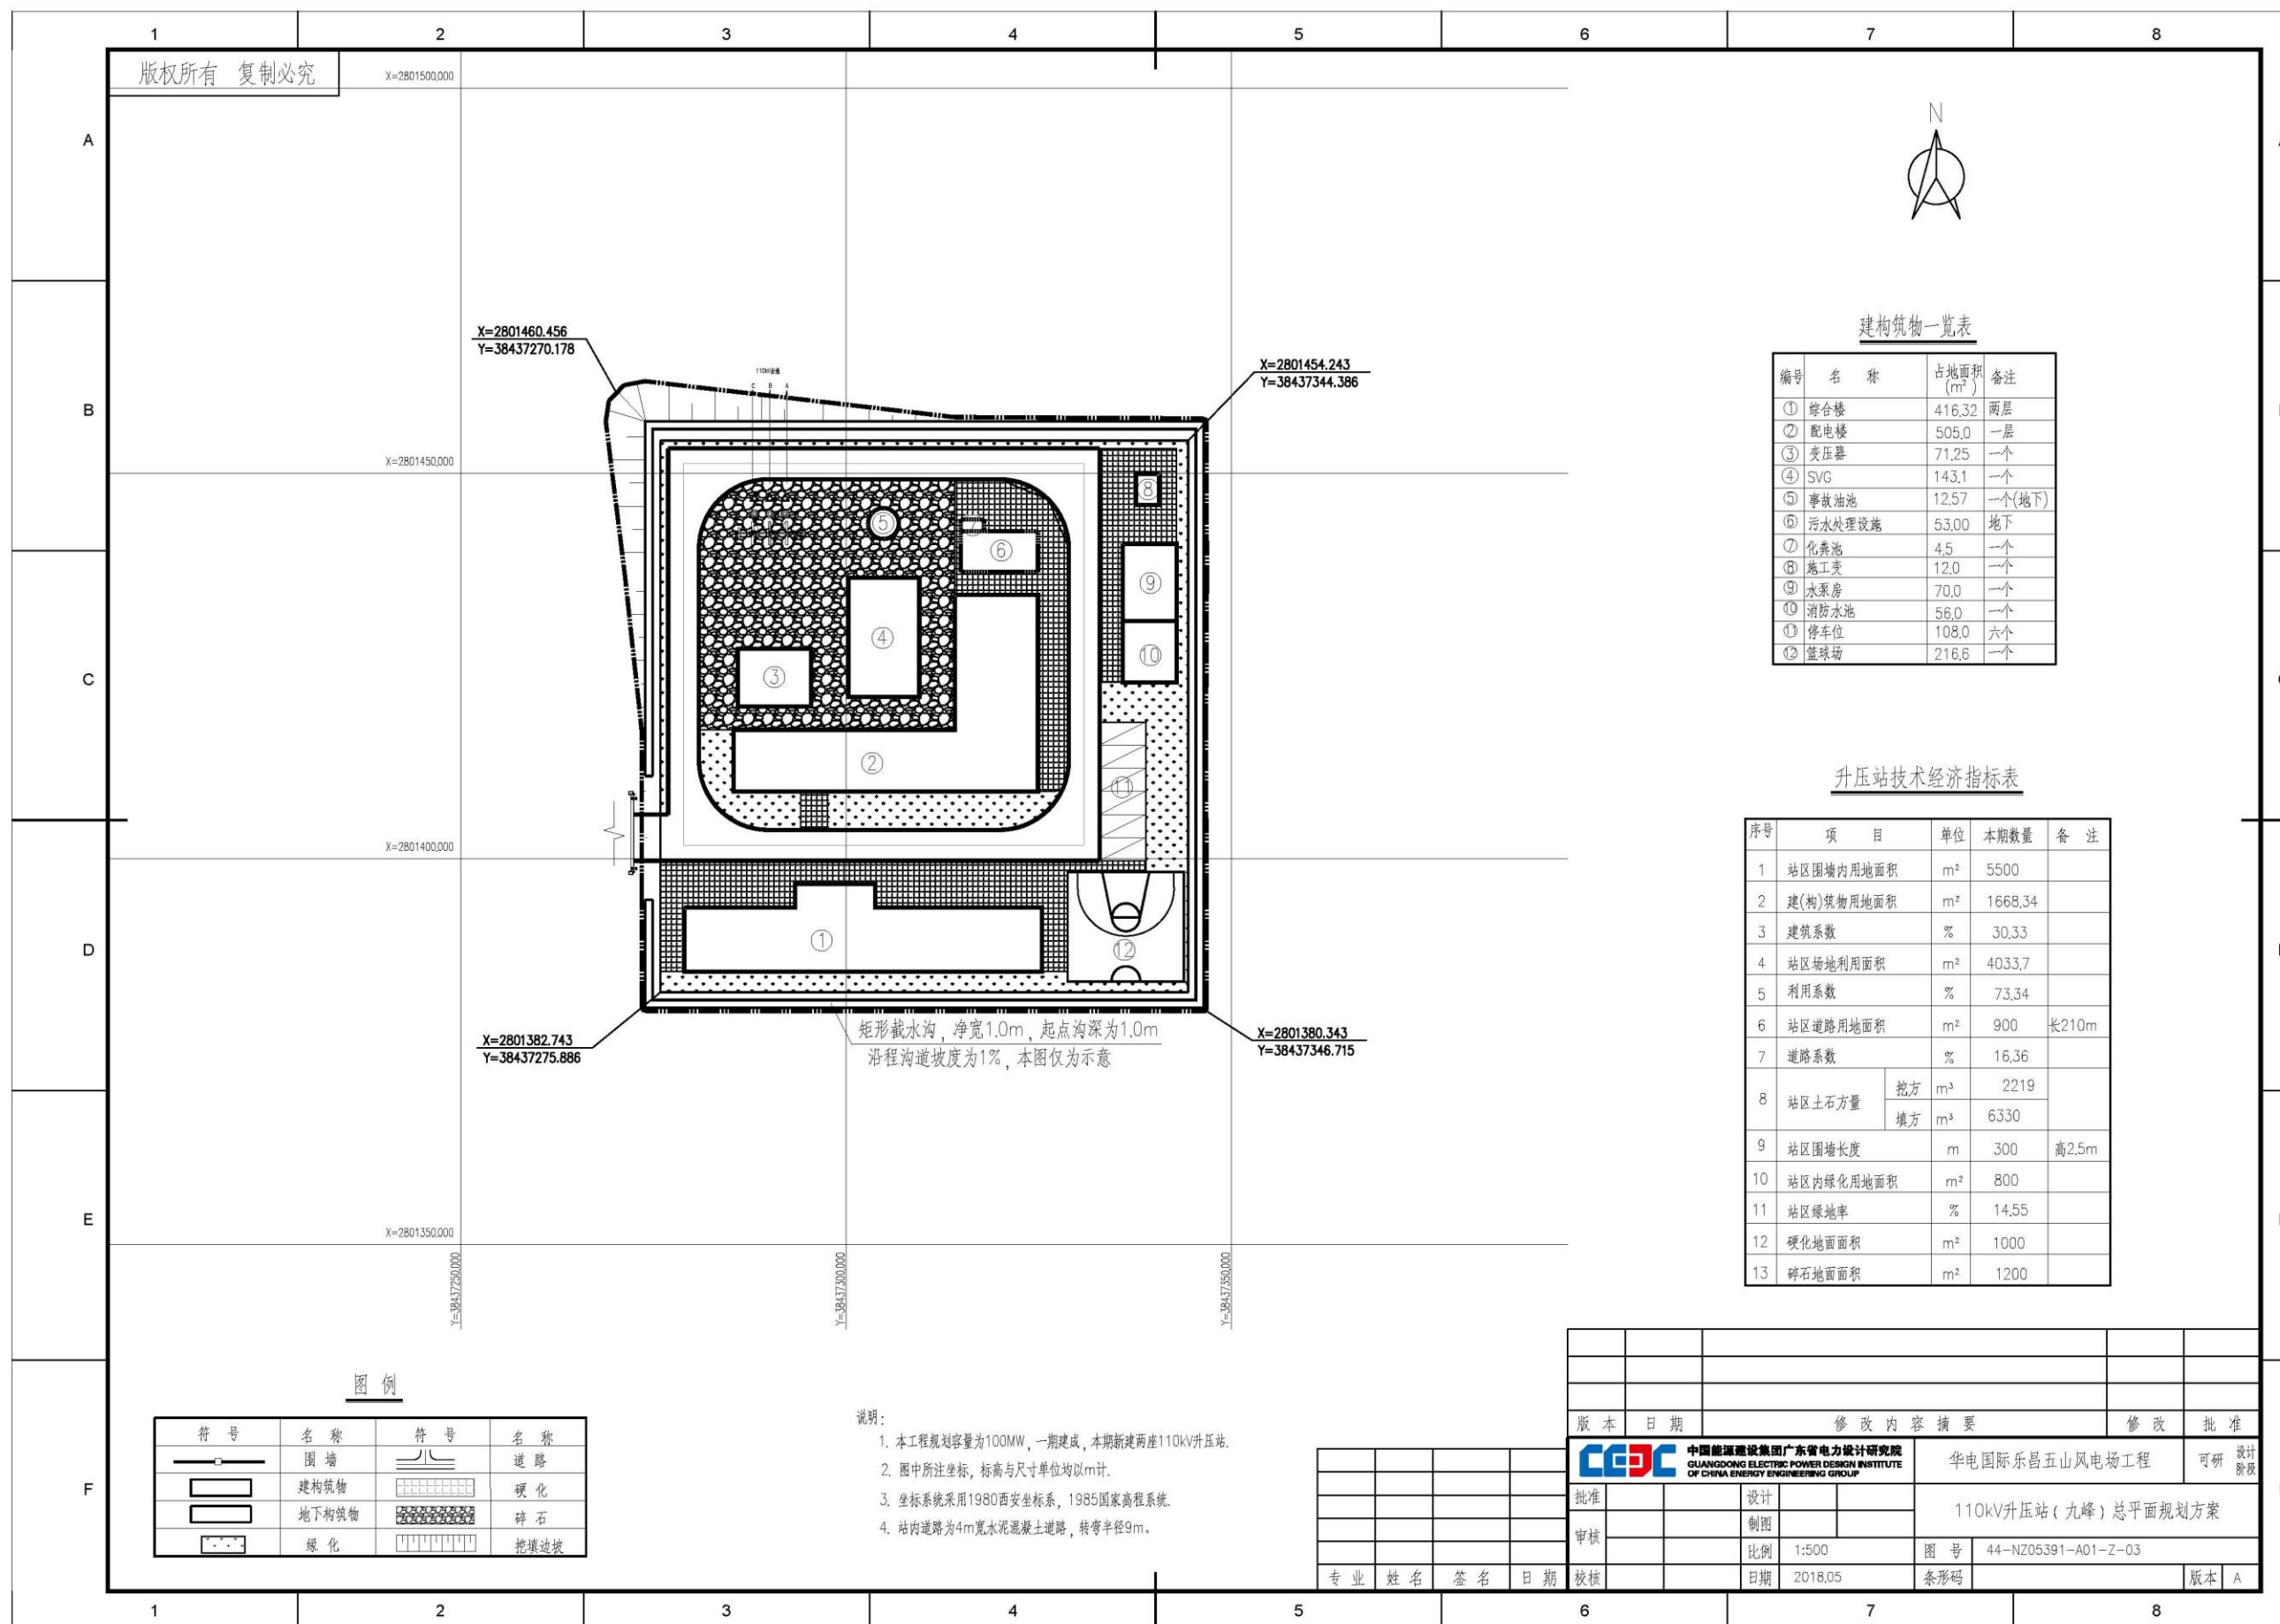 1 2 3 4 5 6 7 8
版权所有 复制必究
X=2801500.000
N
A
B
C
D
E
F
X=2801460.456
Y=38437270.178
X=2801454.243
Y=38437344.386
C B A
X=2801450.000
⑧
⑤
⑦
⑥
⑨
④
⑩
③
②
⑪
X=2801400.000
①
⑫
矩形截水沟，净宽1.0m，起点沟深为1.0m
沿程沟道坡度为1%，本图仅为示意
X=2801382.743
Y=38437275.886
X=2801380.343
Y=38437346.715
X=2801350.000
Y=38437250.000
Y=38437300.000
Y=38437350.000
建构筑物一览表
编号 名 称 占地面积(m²) 备注
① 综合楼 416.32 两层
② 配电楼 505.0 一层
③ 变压器 71.25 一个
④ SVG 143.1 一个
⑤ 事故油池 12.57 一个(地下)
⑥ 污水处理设施 53.00 地下
⑦ 化粪池 4.5 一个
⑧ 施工变 12.0 一个
⑨ 水泵房 70.0 一个
⑩ 消防水池 56.0 一个
⑪ 停车位 108.0 六个
⑫ 篮球场 216.6 一个
升压站技术经济指标表
序号 项 目 单位 本期数量 备 注
1 站区围墙内用地面积 m² 5500
2 建(构)筑物用地面积 m² 1668.34
3 建筑系数 % 30.33
4 站区场地利用面积 m² 4033.7
5 利用系数 % 73.34
6 站区道路用地面积 m² 900 长210m
7 道路系数 % 16.36
8 站区土石方量 挖方 m³ 2219
填方 m³ 6330
9 站区围墙长度 m 300 高2.5m
10 站区内绿化用地面积 m² 800
11 站区绿地率 % 14.55
12 硬化地面面积 m² 1000
13 碎石地面面积 m² 1200
图 例
符 号 名 称 符 号 名 称
围 墙 道 路
建构筑物 硬 化
地下构筑物 碎 石
绿 化 挖填边坡
说明：
1. 本工程规划容量为100MW，一期建成，本期新建两座110kV升压站.
2. 图中所注坐标，标高与尺寸单位均以m计.
3. 坐标系统采用1980西安坐标系，1985国家高程系统.
4. 站内道路为4m宽水泥混凝土道路，转弯半径9m。
版 本 日 期 修 改 内 容 摘 要 修 改 批 准
CEEC 中国能源建设集团广东省电力设计研究院
GUANGDONG ELECTRIC POWER DESIGN INSTITUTE
OF CHINA ENERGY ENGINEERING GROUP
华电国际乐昌五山风电场工程 可研 设计阶段
批准 设计
110kV升压站(九峰)总平面规划方案
审核 制图
比例 1:500 图 号 44-NZ05391-A01-Z-03
专 业 姓 名 签 名 日 期 校核 日期 2018.05 条形码 版本 A
1 2 3 4 5 6 7 8